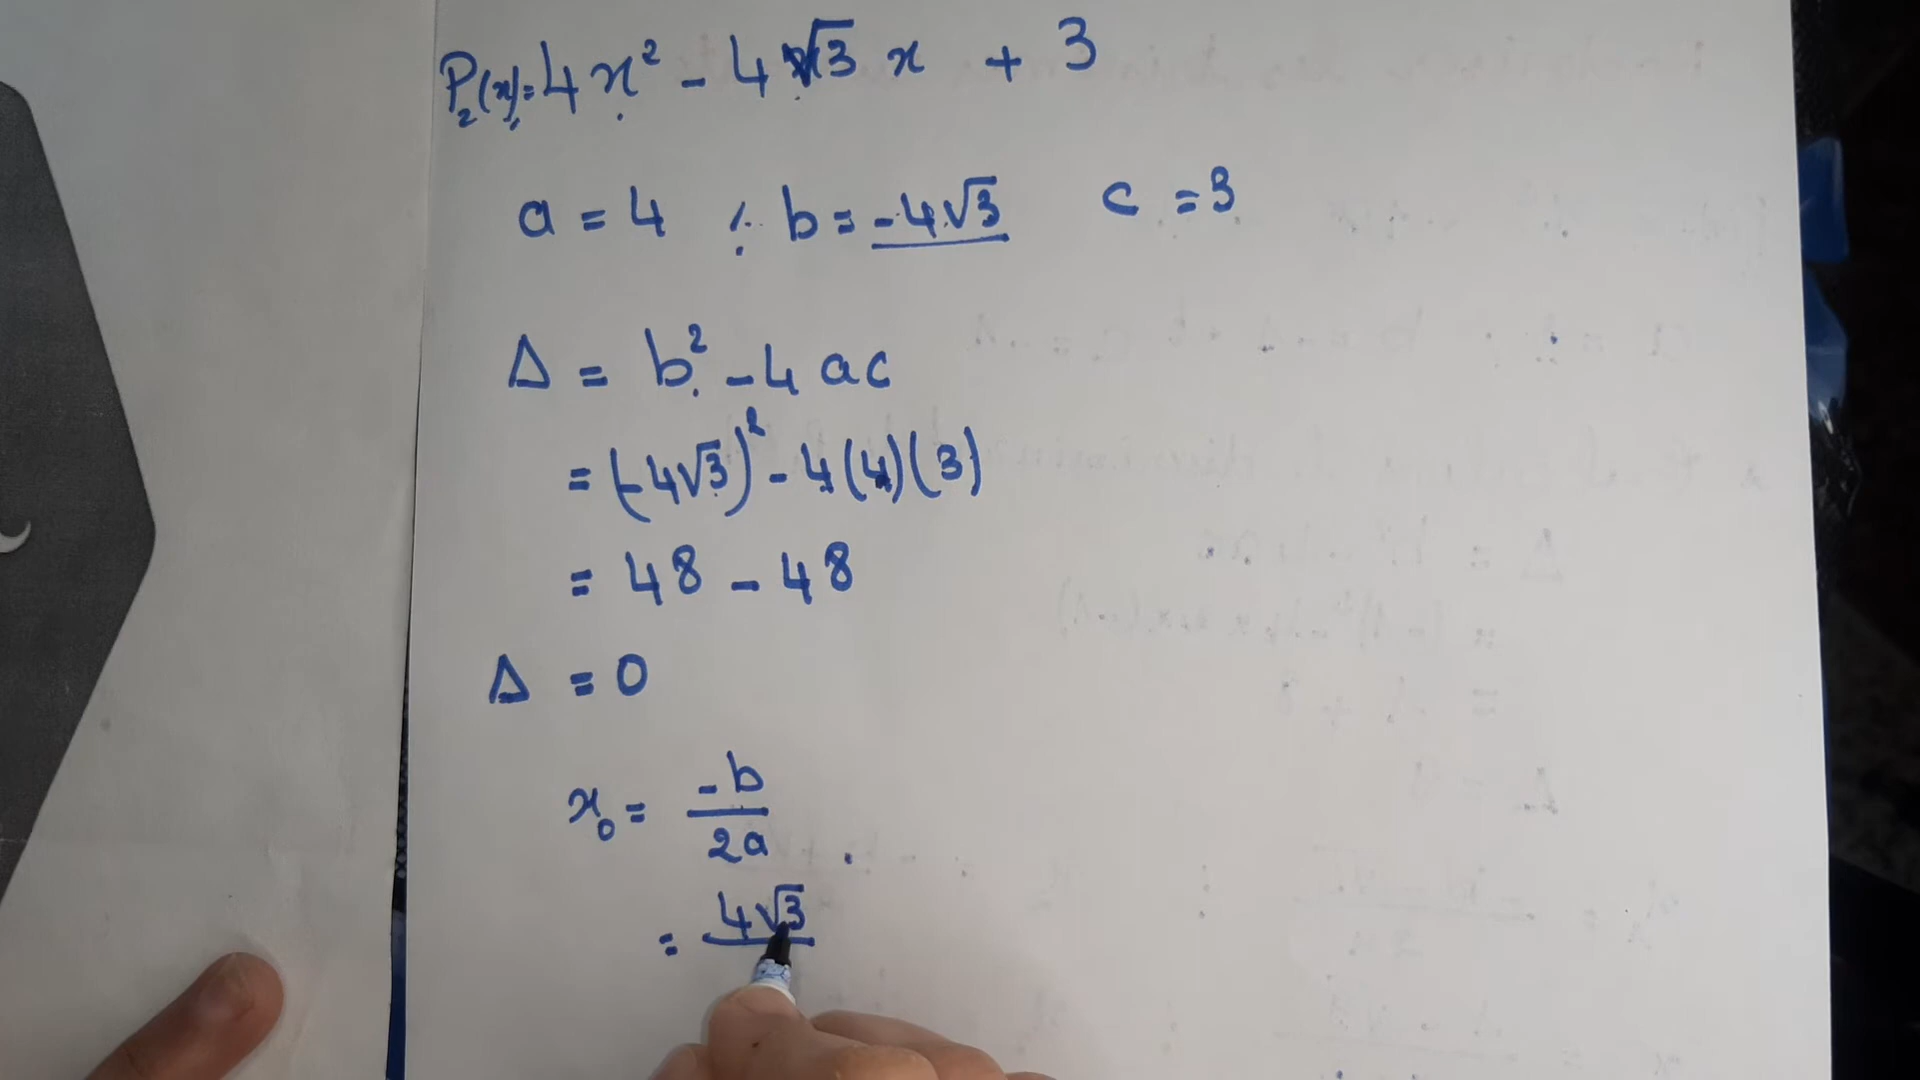 P₂(x) = 4x² - 4√3 x + 3
a = 4 ; b = -4√3 c = 3
Δ = b² - 4ac
= (-4√3)² - 4(4)(3)
= 48 - 48
Δ = 0
x₀ = -b/2a
= 4√3